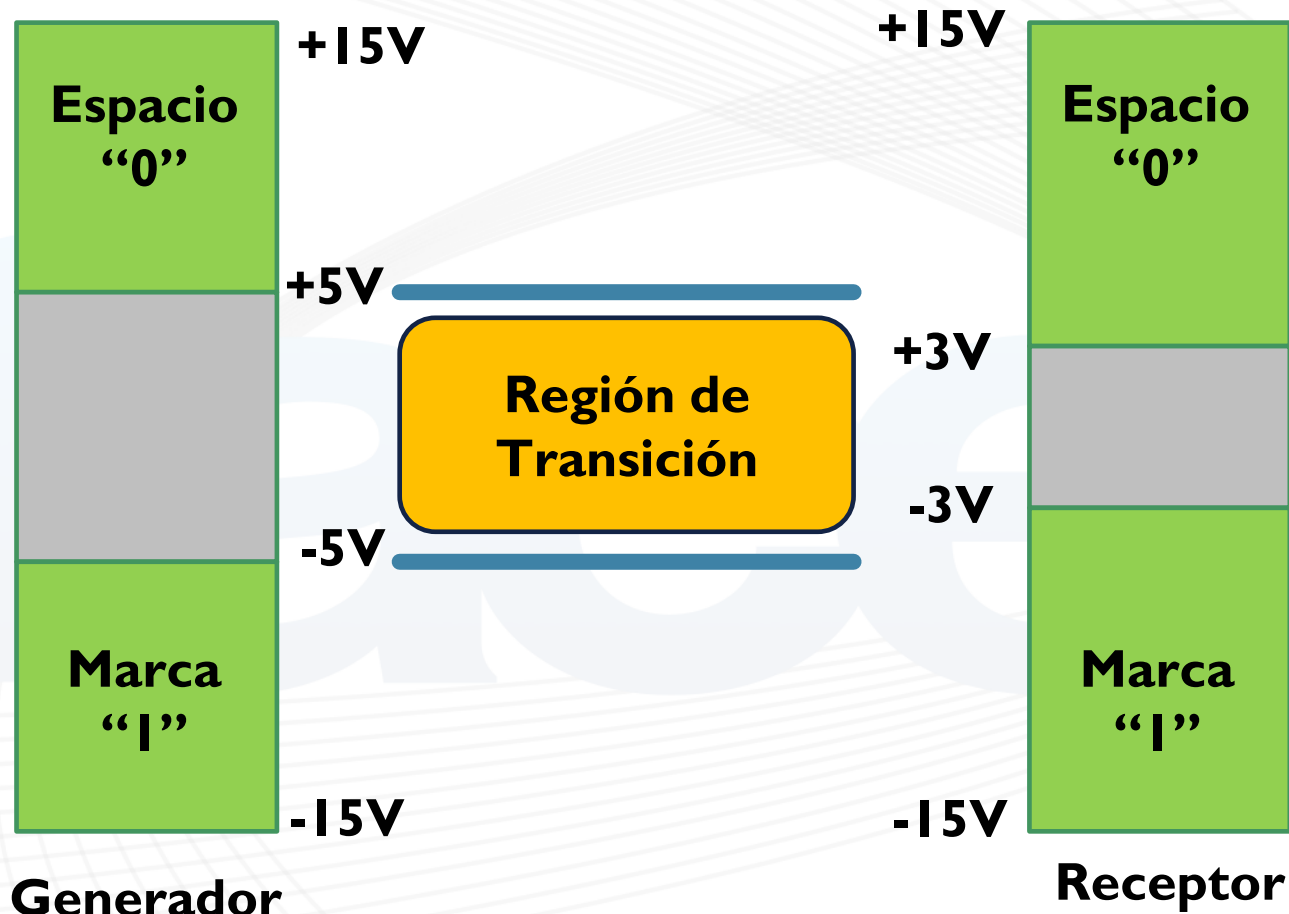 Espacio
“0”
+15V
+5V
-5V
Marca
“1”
-15V
Generador
Región de
Transición
+15V
Espacio
“0”
+3V
-3V
Marca
“1”
-15V
Receptor